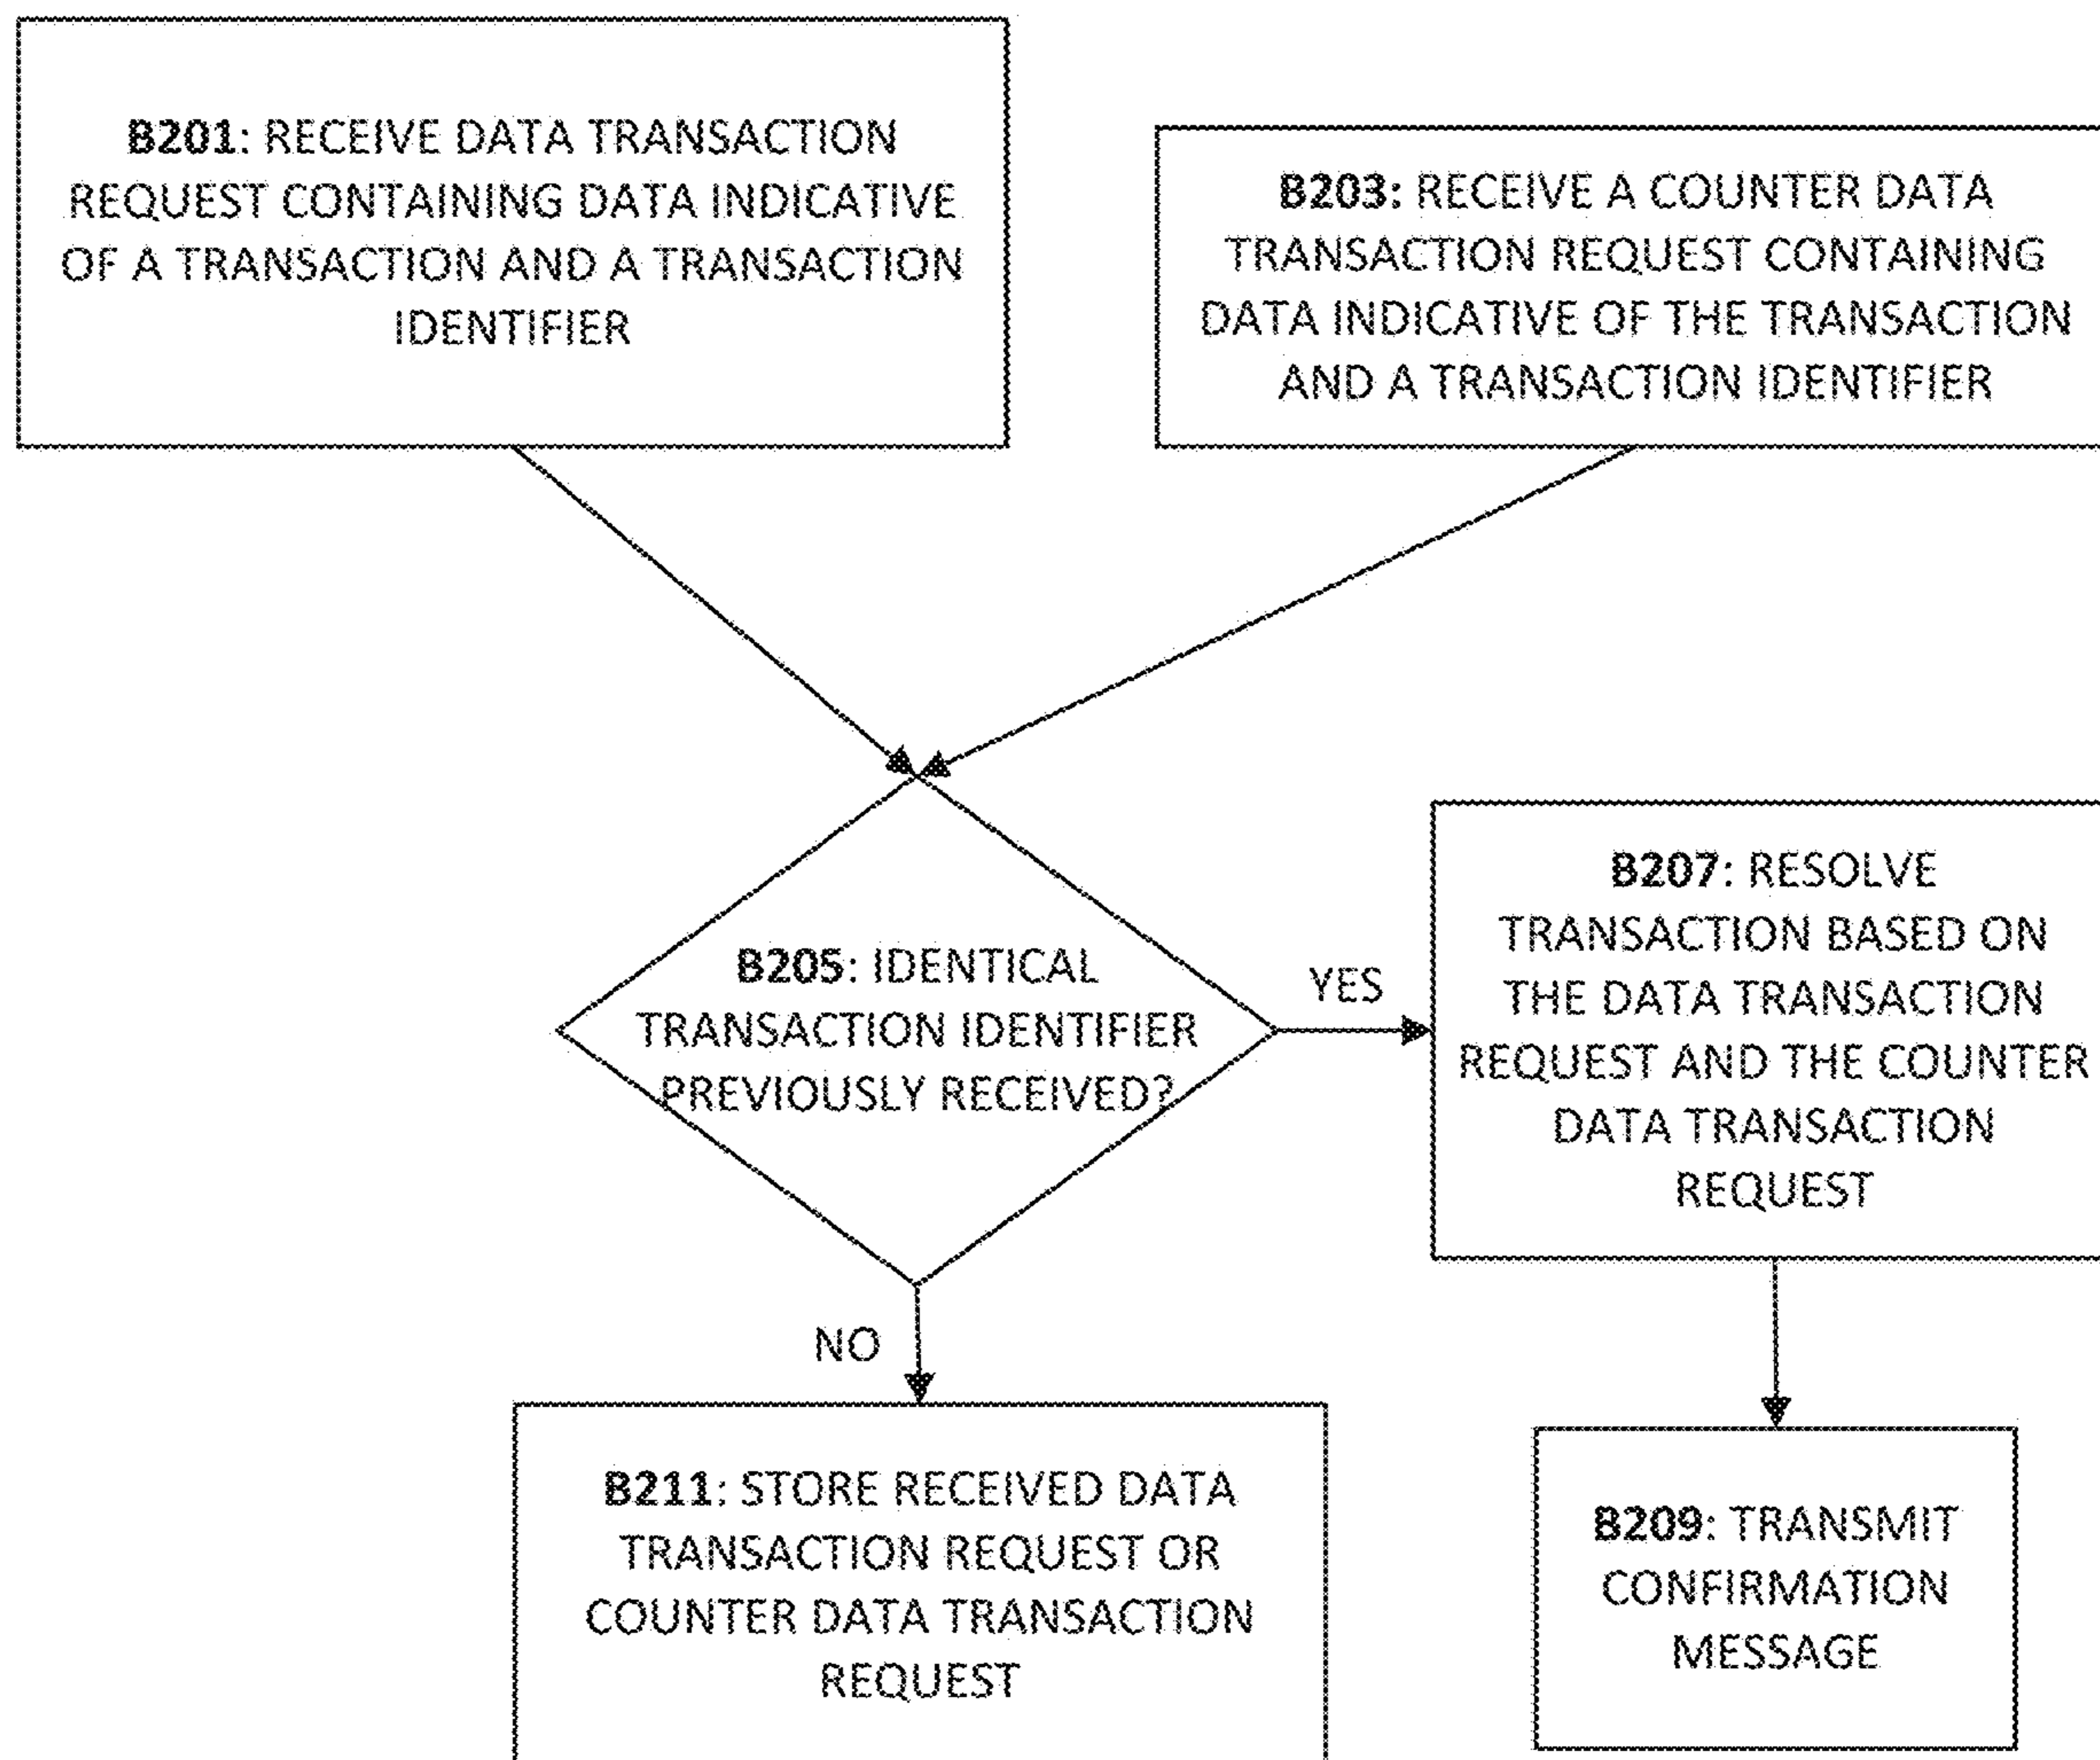 B201: RECEIVE DATA TRANSACTION
REQUEST CONTAINING DATA INDICATIVE
OF A TRANSACTION AND A TRANSACTION
IDENTIFIER
B203: RECEIVE A COUNTER DATA
TRANSACTION REQUEST CONTAINING
DATA INDICATIVE OF THE TRANSACTION
AND A TRANSACTION IDENTIFIER
B205: IDENTICAL
TRANSACTION IDENTIFIER
PREVIOUSLY RECEIVED?
YES
B207: RESOLVE
TRANSACTION BASED ON
THE DATA TRANSACTION
REQUEST AND THE COUNTER
DATA TRANSACTION
REQUEST
NO
B211: STORE RECEIVED DATA
TRANSACTION REQUEST OR
COUNTER DATA TRANSACTION
REQUEST
B209: TRANSMIT
CONFIRMATION
MESSAGE